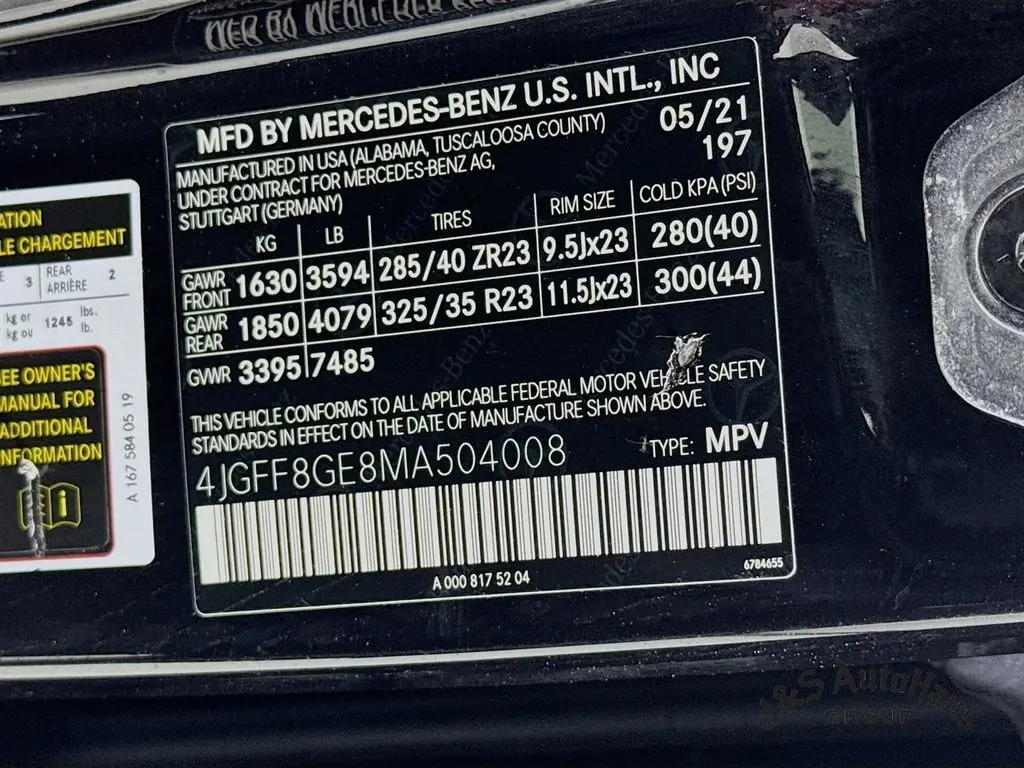 MFD BY MERCEDES-BENZ U.S. INTL., INC
MANUFACTURED IN USA (ALABAMA, TUSCALOOSA COUNTY) 05/21
UNDER CONTRACT FOR MERCEDES-BENZ AG, 197
STUTTGART (GERMANY)
KG LB TIRES RIM SIZE COLD KPA (PSI)
GAWR FRONT 1630 3594 285/40 ZR23 9.5Jx23 280(40)
GAWR REAR 1850 4079 325/35 R23 11.5Jx23 300(44)
GVWR 3395 7485
THIS VEHICLE CONFORMS TO ALL APPLICABLE FEDERAL MOTOR VEHICLE SAFETY
STANDARDS IN EFFECT ON THE DATE OF MANUFACTURE SHOWN ABOVE.
4JGFF8GE8MA504008 TYPE: MPV
A 000 817 52 04
6784655
CHARGEMENT
3 REAR 2
ARRIÈRE
kg or 1245 lbs.
kg ou lb.
OWNER'S
MANUAL FOR
ADDITIONAL
INFORMATION
A 167 584 05 19
J&S AutoHaus
GROUP